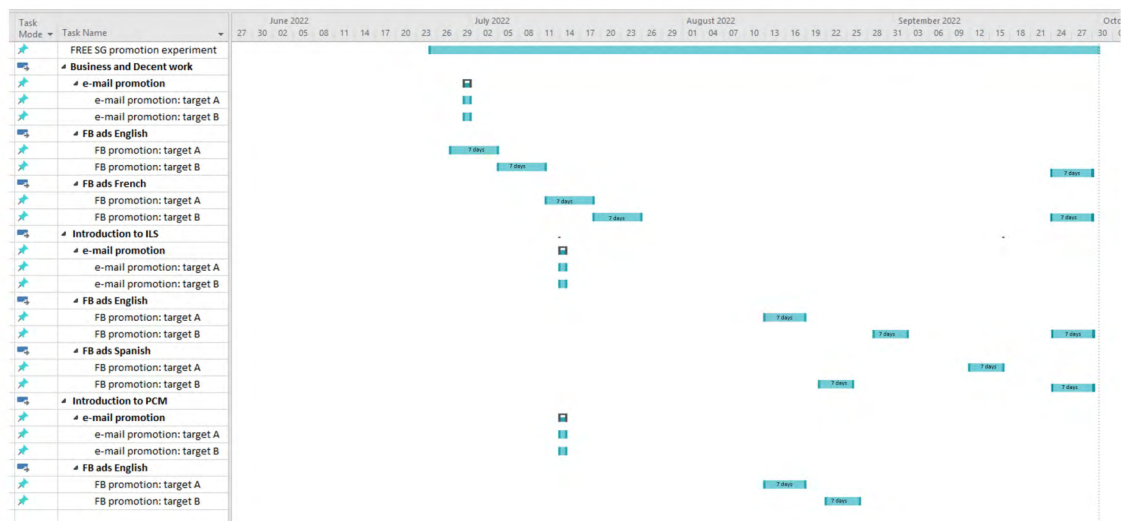 Task
Mode
Task Name
June 2022
July 2022
August 2022
September 2022
Octo
27 30 02 05 08 11 14 17 20 23 26 29 02 05 08 11 14 17 20 23 26 29 01 04 07 10 13 16 19 22 25 28 31 03 06 09 12 15 18 21 24 27 30 0
FREE SG promotion experiment
Business and Decent work
e-mail promotion
e-mail promotion: target A
e-mail promotion: target B
FB ads English
FB promotion: target A 7 days
FB promotion: target B 7 days 7 days
FB ads French
FB promotion: target A 7 days
FB promotion: target B 7 days 7 days
Introduction to ILS
e-mail promotion
e-mail promotion: target A
e-mail promotion: target B
FB ads English
FB promotion: target A 7 days
FB promotion: target B 7 days 7 days
FB ads Spanish
FB promotion: target A 7 days
FB promotion: target B 7 days 7 days
Introduction to PCM
e-mail promotion
e-mail promotion: target A
e-mail promotion: target B
FB ads English
FB promotion: target A 7 days
FB promotion: target B 7 days